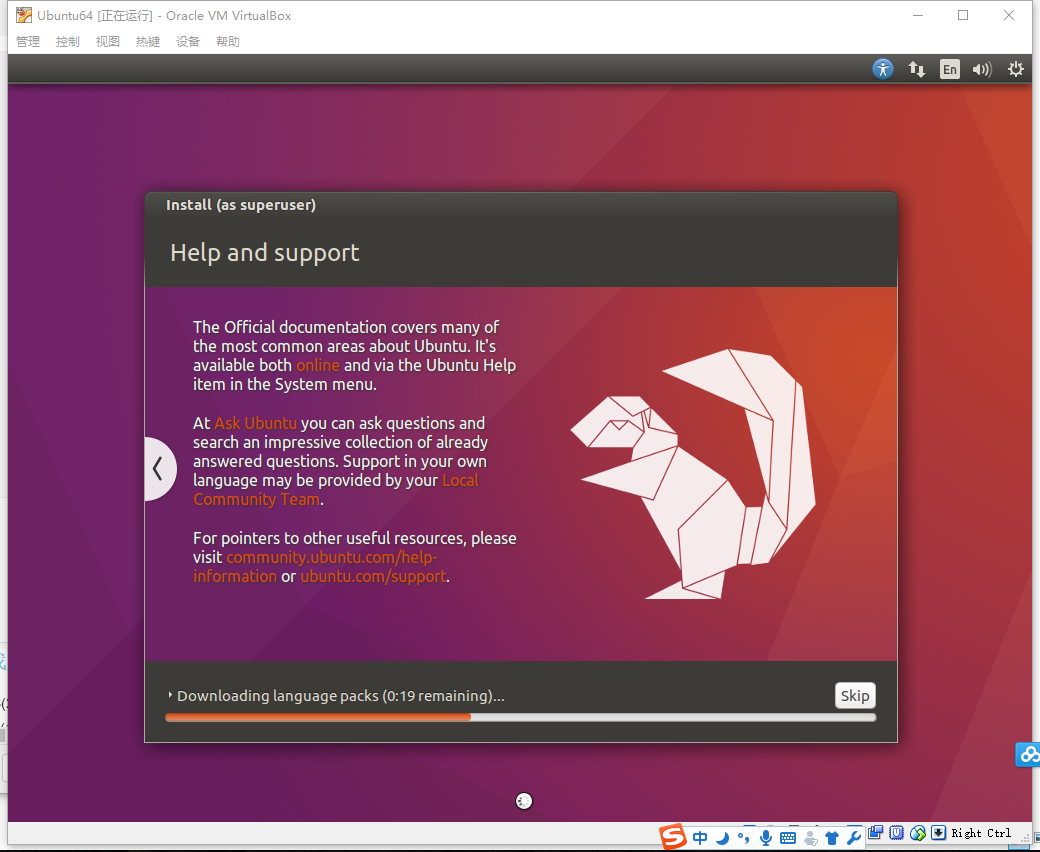 Ubuntu64 [正在运行] - Oracle VM VirtualBox
管理 控制 视图 热键 设备 帮助
En
Install (as superuser)
Help and support
The Official documentation covers many of
the most common areas about Ubuntu. It's
available both online and via the Ubuntu Help
item in the System menu.
At Ask Ubuntu you can ask questions and
search an impressive collection of already
answered questions. Support in your own
language may be provided by your Local
Community Team.
For pointers to other useful resources, please
visit community.ubuntu.com/help-
information or ubuntu.com/support.
Downloading language packs (0:19 remaining)...
Skip
S 中
Right Ctrl